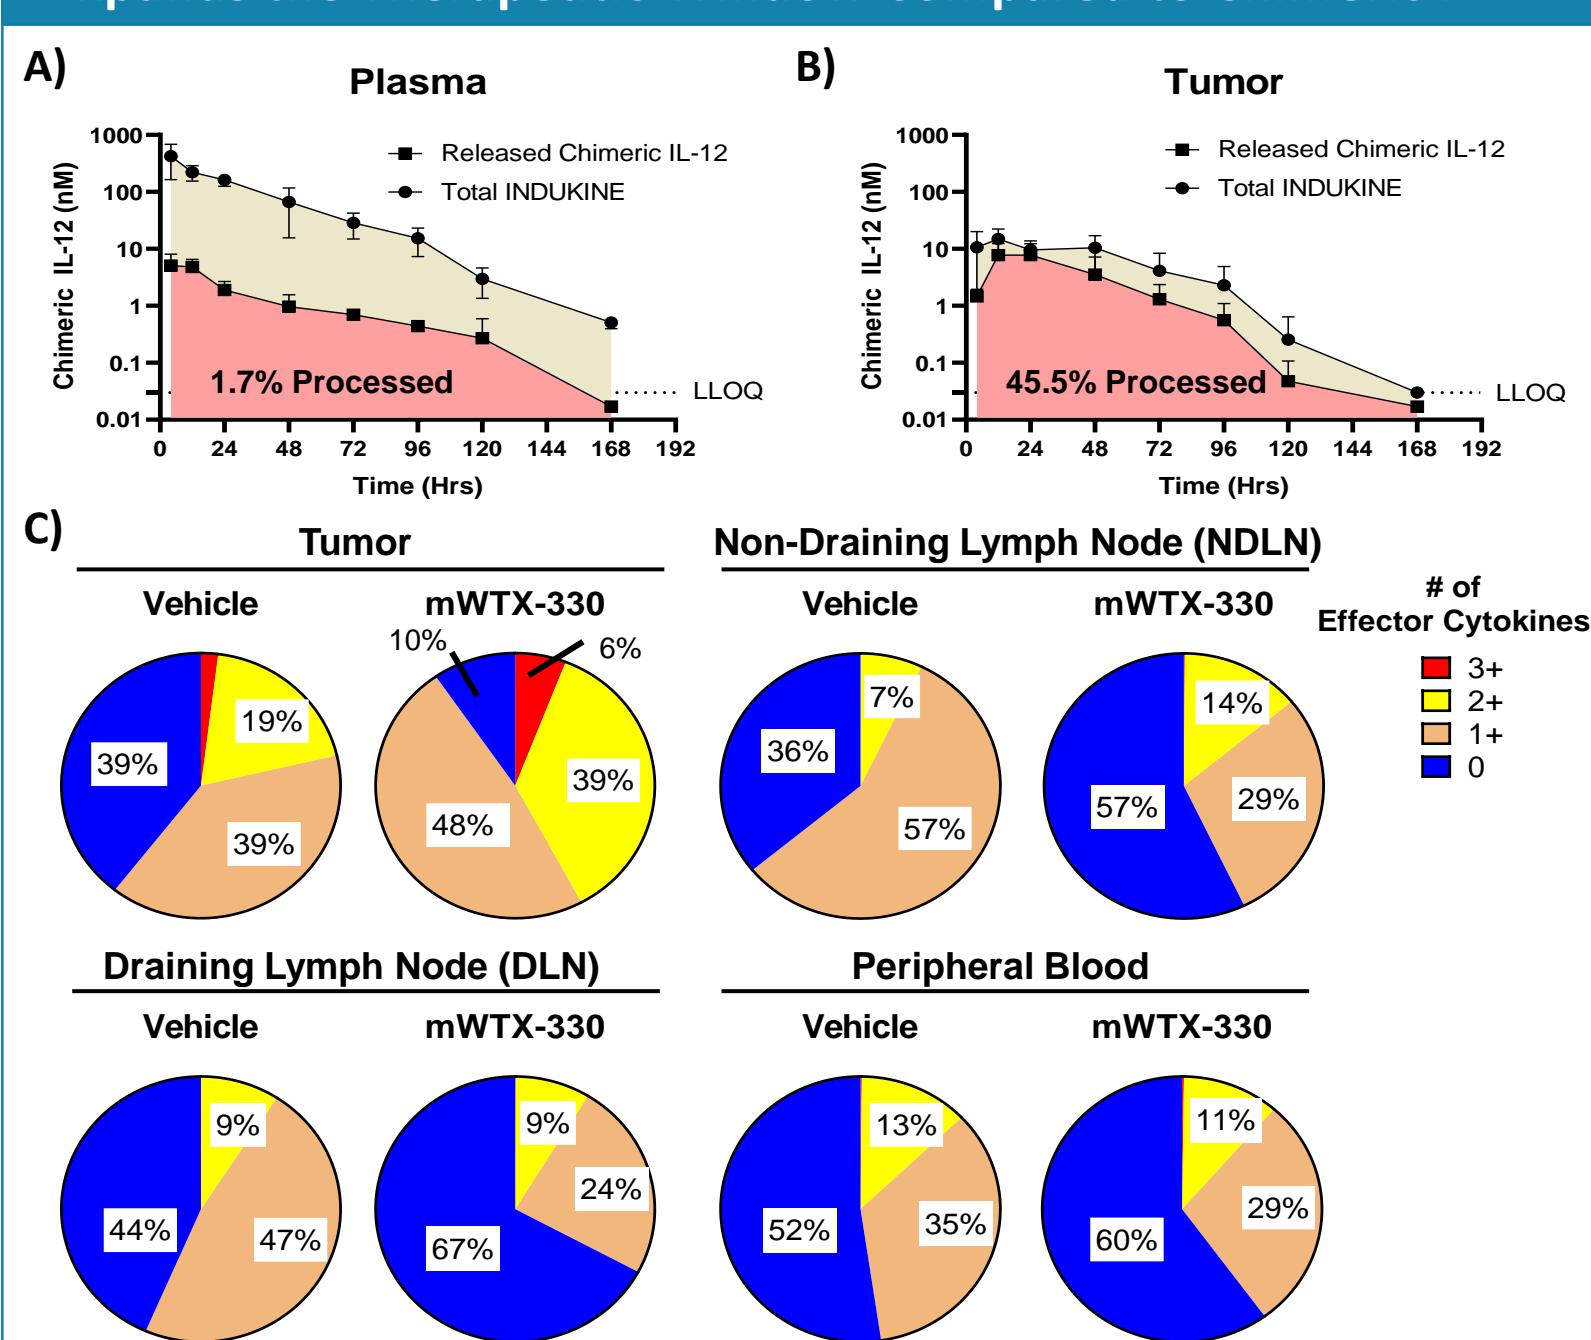 A)
Plasma
1000
100
10
1
0.1
0.01
Chimeric IL-12 (nM)
Released Chimeric IL-12
Total INDUKINE
1.7% Processed
LLOQ
0 24 48 72 96 120 144 168 192
Time (Hrs)
B)
Tumor
1000
100
10
1
0.1
0.01
Chimeric IL-12 (nM)
Released Chimeric IL-12
Total INDUKINE
45.5% Processed
LLOQ
0 24 48 72 96 120 144 168 192
Time (Hrs)
C)
Tumor
Vehicle
19%
39%
39%
mWTX-330
10%
6%
39%
48%
Non-Draining Lymph Node (NDLN)
Vehicle
7%
36%
57%
mWTX-330
14%
29%
57%
# of
Effector Cytokines
3+
2+
1+
0
Draining Lymph Node (DLN)
Vehicle
9%
44%
47%
mWTX-330
9%
24%
67%
Peripheral Blood
Vehicle
13%
35%
52%
mWTX-330
11%
29%
60%